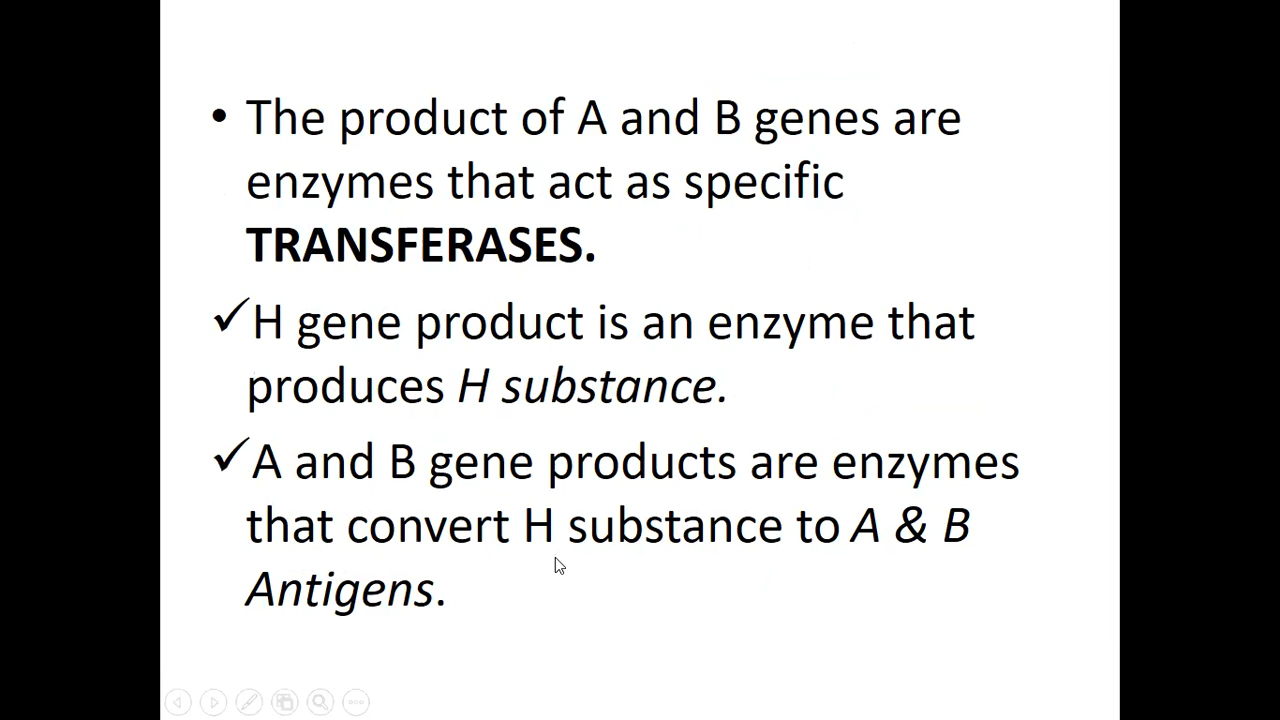 • The product of A and B genes are
enzymes that act as specific
TRANSFERASES.
✓H gene product is an enzyme that
produces H substance.
✓A and B gene products are enzymes
that convert H substance to A & B
Antigens.